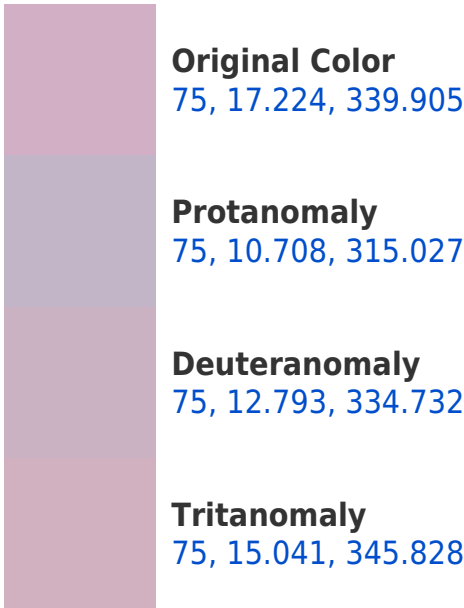 Original Color
75, 17.224, 339.905
Protanomaly
75, 10.708, 315.027
Deuteranomaly
75, 12.793, 334.732
Tritanomaly
75, 15.041, 345.828